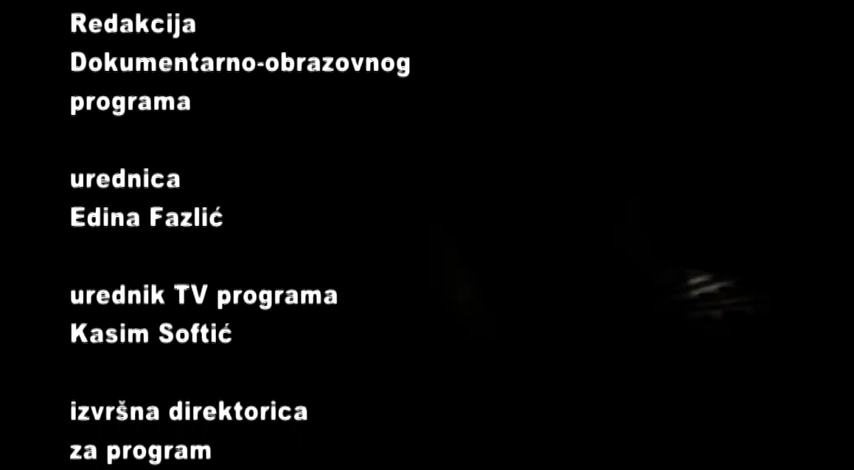 Redakcija
Dokumentarno-obrazovnog
programa
urednica
Edina Fazlić
urednik TV programa
Kasim Softić
izvršna direktorica
za program